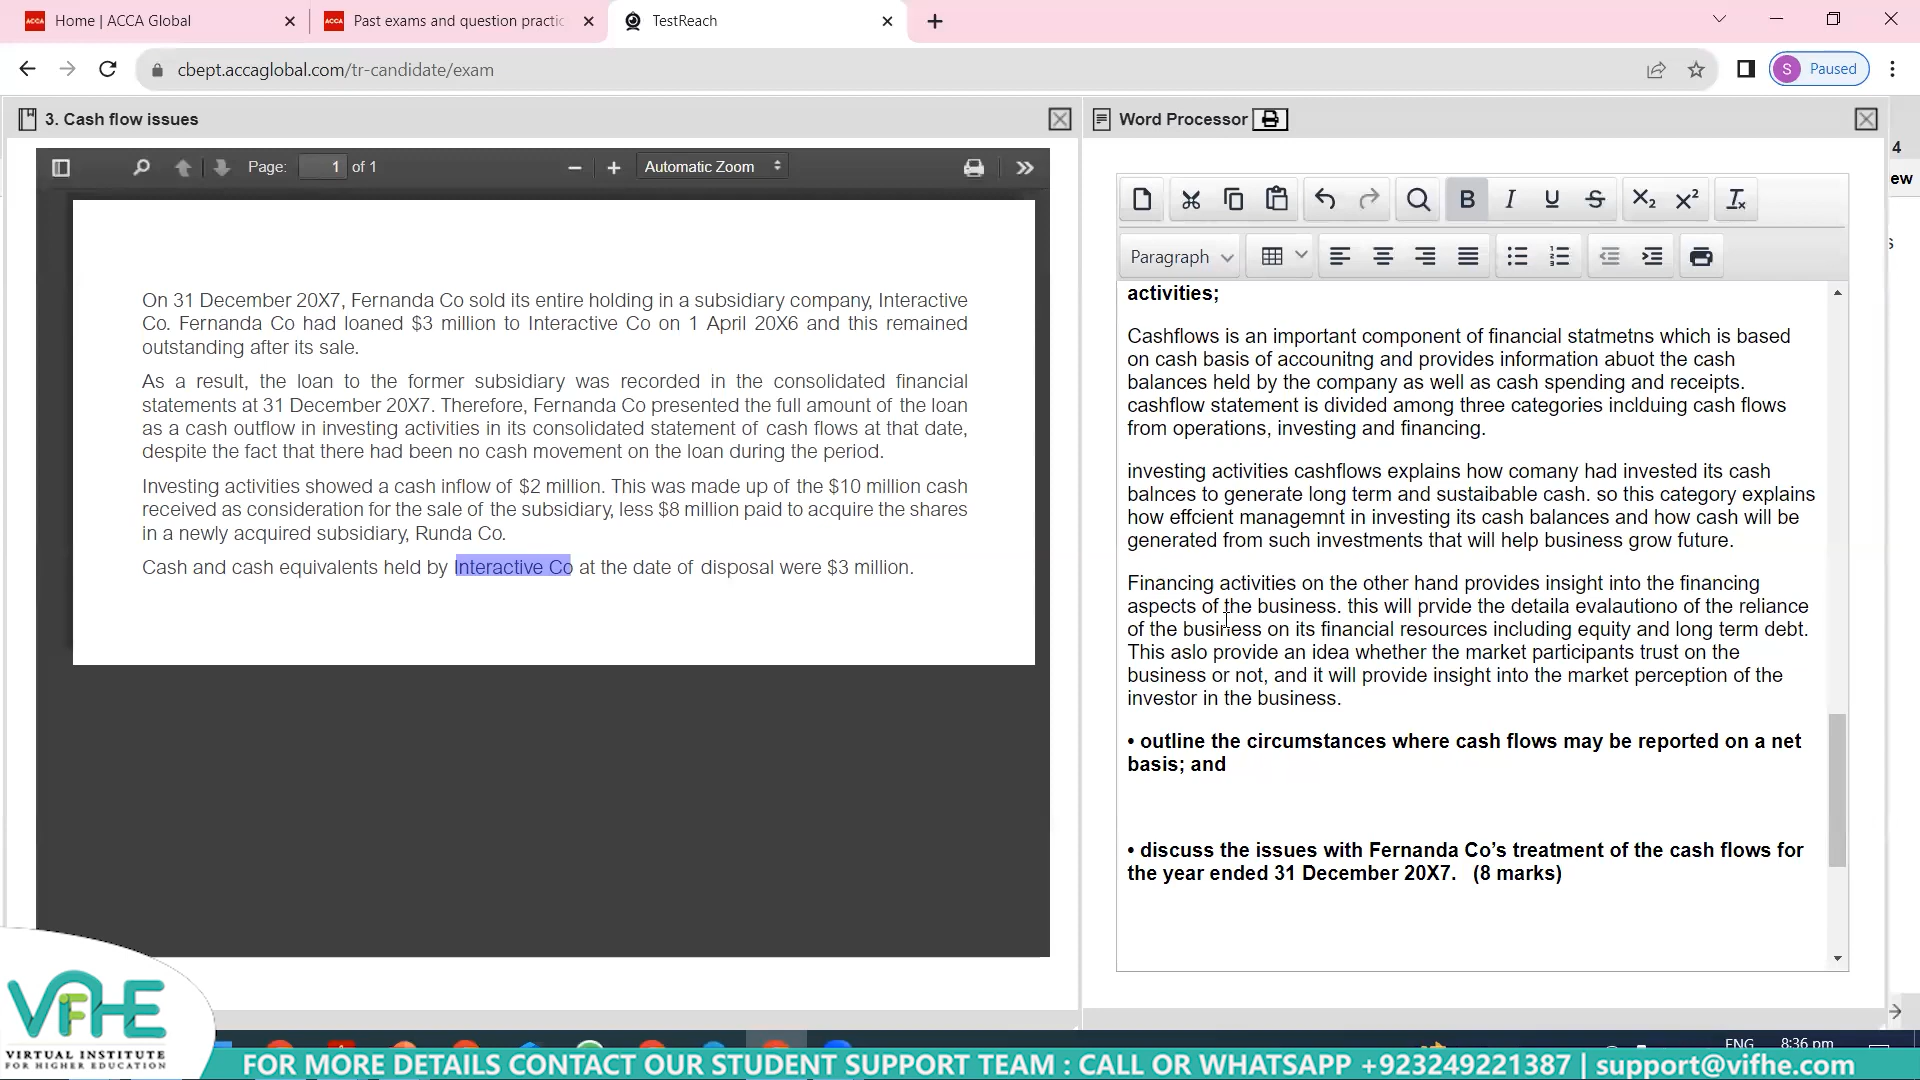 Home | ACCA Global
ACCA
Past exams and question practic
TestReach
cbept.accaglobal.com/tr-candidate/exam
S Paused
3. Cash flow issues
Word Processor
4
ew
Page: 1 of 1
Automatic Zoom
Paragraph
On 31 December 20X7, Fernanda Co sold its entire holding in a subsidiary company, Interactive
Co. Fernanda Co had loaned $3 million to Interactive Co on 1 April 20X6 and this remained
outstanding after its sale.
As a result, the loan to the former subsidiary was recorded in the consolidated financial
statements at 31 December 20X7. Therefore, Fernanda Co presented the full amount of the loan
as a cash outflow in investing activities in its consolidated statement of cash flows at that date,
despite the fact that there had been no cash movement on the loan during the period.
Investing activities showed a cash inflow of $2 million. This was made up of the $10 million cash
received as consideration for the sale of the subsidiary, less $8 million paid to acquire the shares
in a newly acquired subsidiary, Runda Co.
Cash and cash equivalents held by Interactive Co at the date of disposal were $3 million.
activities;
Cashflows is an important component of financial statmetns which is based
on cash basis of accounitng and provides information abuot the cash
balances held by the company as well as cash spending and receipts.
cashflow statement is divided among three categories inclduing cash flows
from operations, investing and financing.
investing activities cashflows explains how comany had invested its cash
balnces to generate long term and sustaibable cash. so this category explains
how effcient managemnt in investing its cash balances and how cash will be
generated from such investments that will help business grow future.
Financing activities on the other hand provides insight into the financing
aspects of the business. this will prvide the detaila evalautiono of the reliance
of the business on its financial resources including equity and long term debt.
This aslo provide an idea whether the market participants trust on the
business or not, and it will provide insight into the market perception of the
investor in the business.
• outline the circumstances where cash flows may be reported on a net
basis; and
• discuss the issues with Fernanda Co’s treatment of the cash flows for
the year ended 31 December 20X7. (8 marks)
VIFHE
VIRTUAL INSTITUTE
FOR HIGHER EDUCATION
ENG
8:36 pm
FOR MORE DETAILS CONTACT OUR STUDENT SUPPORT TEAM : CALL OR WHATSAPP +923249221387 | support@vifhe.com